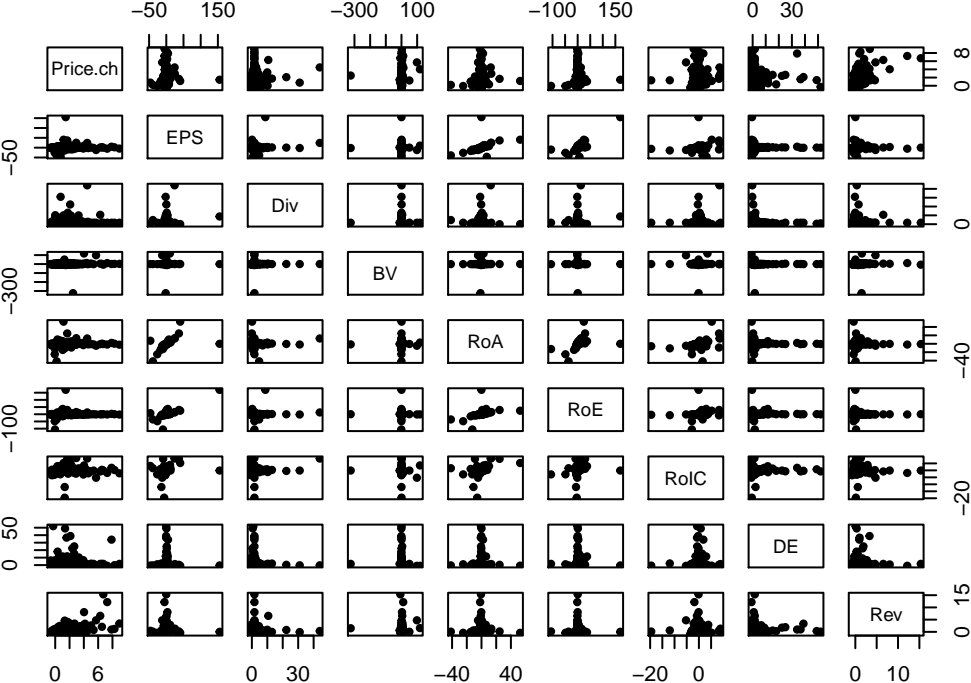 −50 150 −300 100 −100 150 0 30
Price.ch 0 8
−50 EPS
Div 0
−300 BV
RoA −40
−100 RoE
RoIC −20
0 50 DE
Rev 0 15
0 6 0 30 −40 40 −20 0 0 10